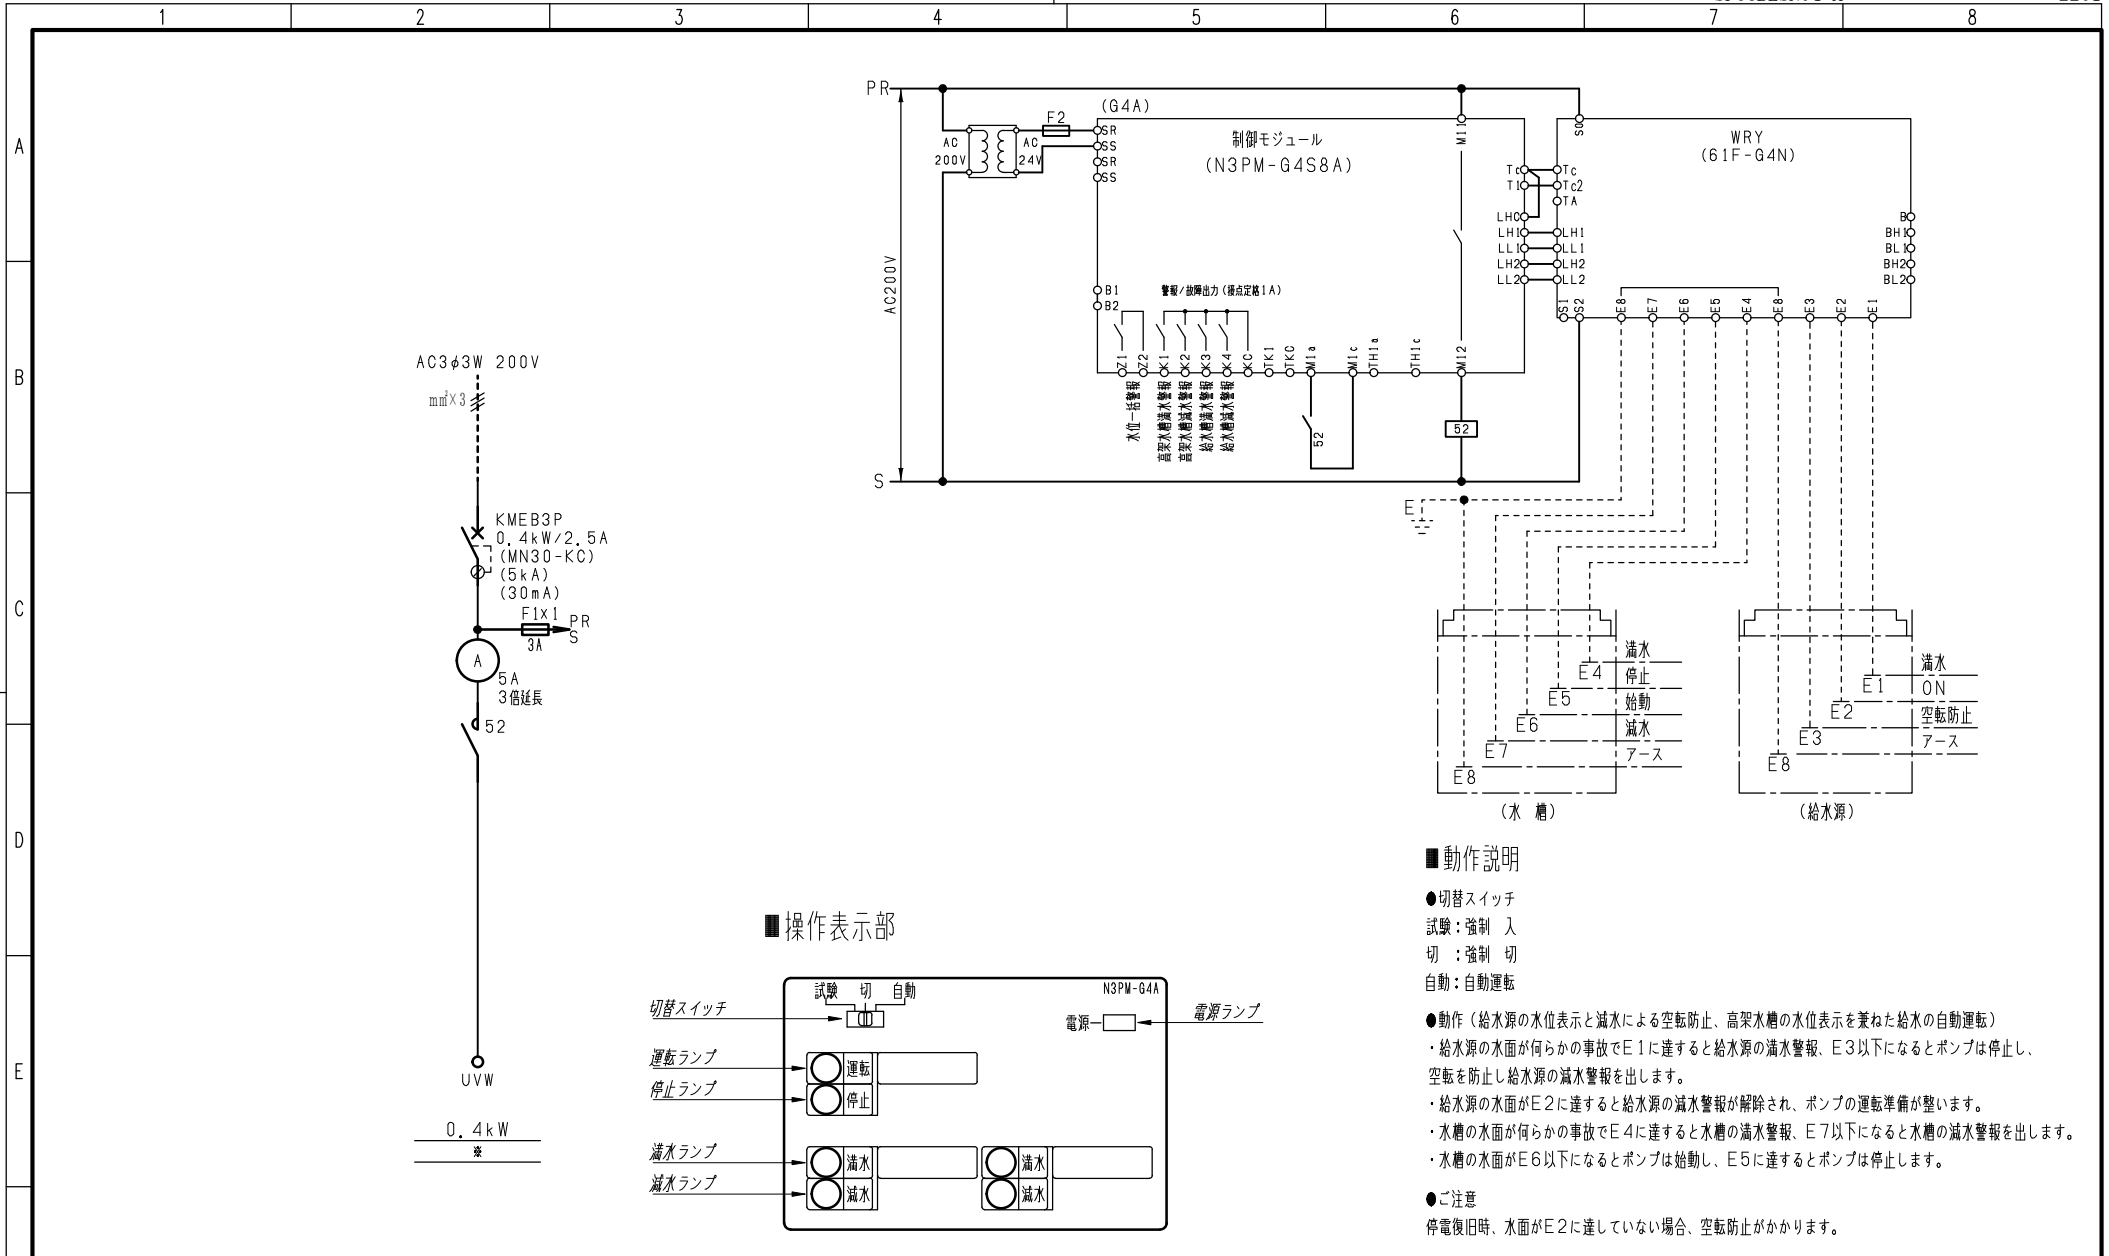 1 2 3 4 5 6 7 8
A
B
C
D
E
PR
S
AC200V
AC
200V
AC
24V
F2
(G4A)
SR
SS
SR
SS
制御モジュール
(N3PM-G4S8A)
M11
Tc
T1
LHC
LH1
LL1
LH2
LL2
B1
B2
警報/故障出力(接点定格1A)
Z1
Z2
K1
K2
K3
K4
KC
TK1
TKC
M1a
M1c
TH1a
TH1c
M12
水位一括警報
高架水槽満水警報
高架水槽減水警報
給水槽満水警報
給水槽減水警報
52
52
WRY
(61F-G4N)
S0
Tc
Tc2
TA
LH1
LL1
LH2
LL2
B
BH1
BL1
BH2
BL2
S1
S2
E8
E7
E6
E5
E4
E8
E3
E2
E1
E
満水
E4
停止
E5
始動
E6
減水
E7
アース
E8
(水 槽)
満水
E1
ON
E2
空転防止
E3
アース
E8
(給水源)
AC3φ3W 200V
mm²×3
KMEB3P
0.4kW/2.5A
(MN30-KC)
(5kA)
(30mA)
F1x1
3A
PR
S
A
5A
3倍延長
52
UVW
0.4kW
※
■操作表示部
試験 切 自動
N3PM-G4A
切替スイッチ
電源
電源ランプ
運転ランプ
運転
停止ランプ
停止
満水ランプ
満水
満水
減水ランプ
減水
減水
■動作説明
●切替スイッチ
試験:強制 入
切 :強制 切
自動:自動運転
●動作(給水源の水位表示と減水による空転防止、高架水槽の水位表示を兼ねた給水の自動運転)
・給水源の水面が何らかの事故でE1に達すると給水源の満水警報、E3以下になるとポンプは停止し、
空転を防止し給水源の減水警報を出します。
・給水源の水面がE2に達すると給水源の減水警報が解除され、ポンプの運転準備が整います。
・水槽の水面が何らかの事故でE4に達すると水槽の満水警報、E7以下になると水槽の減水警報を出します。
・水槽の水面がE6以下になるとポンプは始動し、E5に達するとポンプは停止します。
●ご注意
停電復旧時、水面がE2に達していない場合、空転防止がかかります。